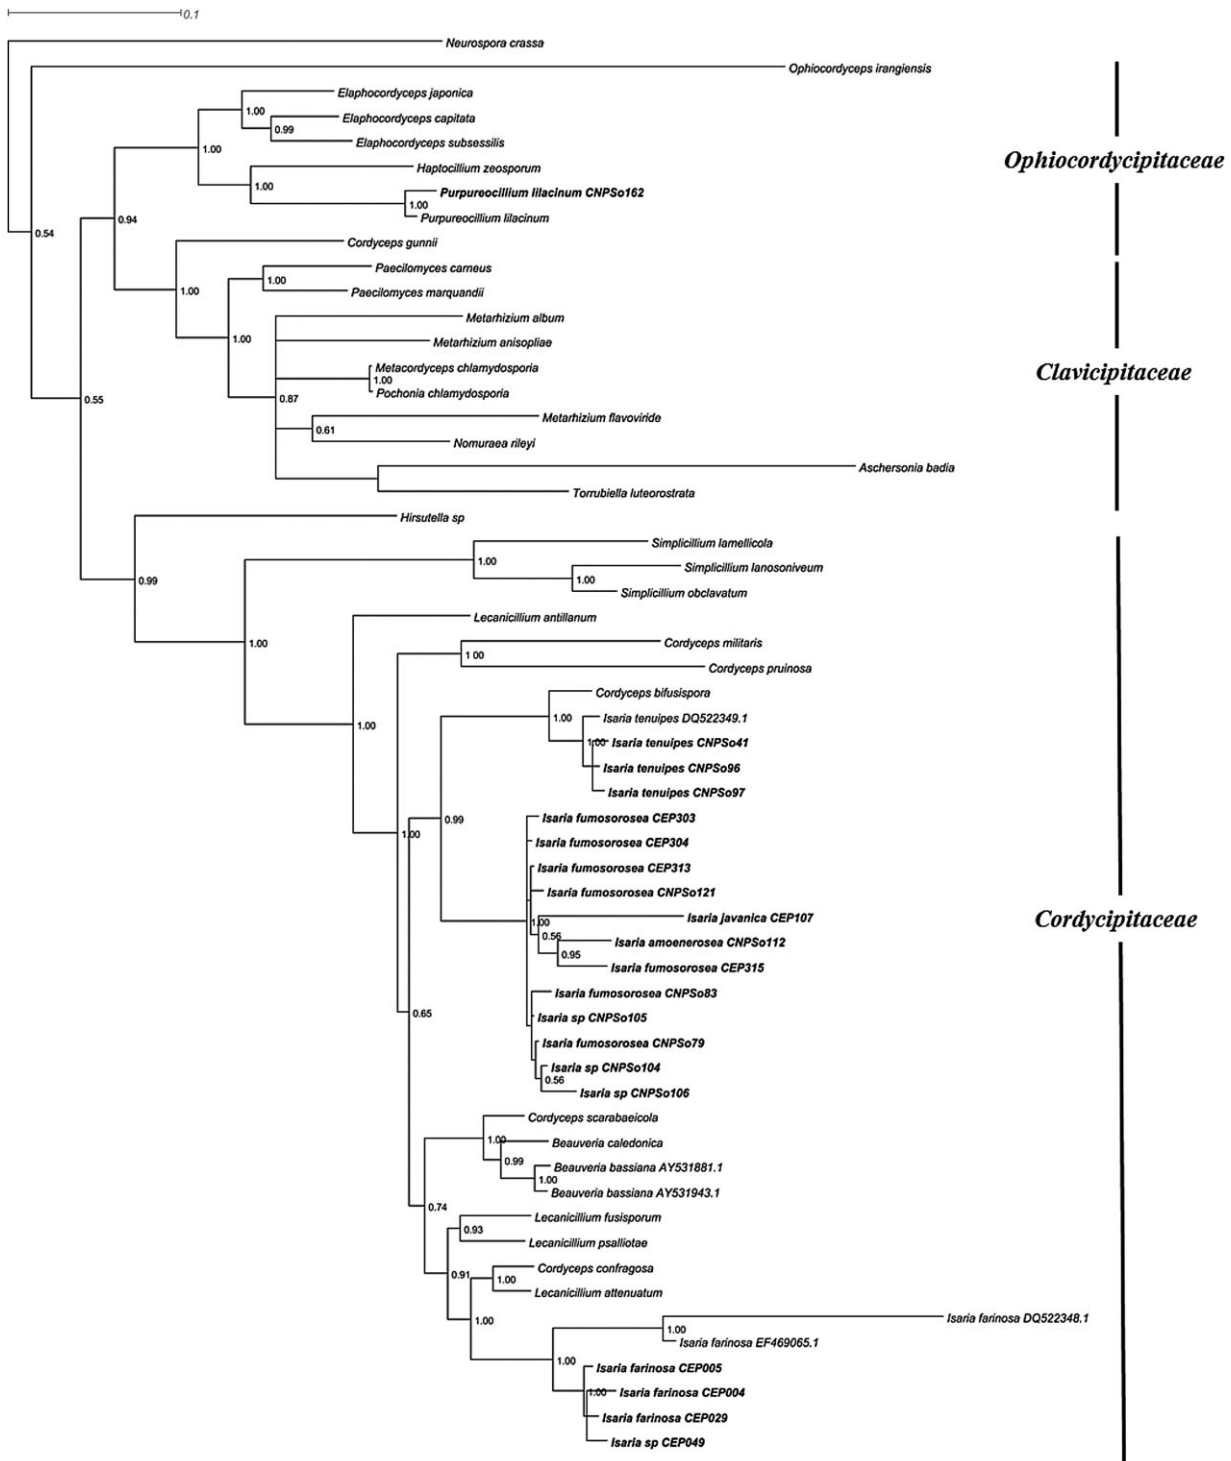 0.1
Neurospora crassa
Ophiocordyceps irangiensis
Elaphocordyceps japonica
1.00
Elaphocordyceps capitata
0.99
Elaphocordyceps subsessilis
1.00
Ophiocordycipitaceae
Haptocillium zeosporum
1.00
Purpureocillium lilacinum CNPSo162
1.00
Purpureocillium lilacinum
0.94
0.54
Cordyceps gunnii
Paecilomyces carneus
1.00
Paecilomyces marquandii
1.00
Metarhizium album
1.00
Metarhizium anisopliae
Metacordyceps chlamydosporia
Clavicipitaceae
1.00
Pochonia chlamydosporia
0.87
0.55
Metarhizium flavoviride
0.61
Nomuraea rileyi
Aschersonia badia
Torrubiella luteorostrata
Hirsutella sp
Simplicillium lamellicola
1.00
Simplicillium lanosoniveum
0.99
1.00
Simplicillium obclavatum
Lecanicillium antillanum
Cordyceps militaris
1.00
1 00
Cordyceps pruinosa
Cordyceps bifusispora
1.00
Isaria tenuipes DQ522349.1
1.00
1.00
Isaria tenuipes CNPSo41
Isaria tenuipes CNPSo96
Isaria tenuipes CNPSo97
Isaria fumosorosea CEP303
0.99
1.00
Isaria fumosorosea CEP304
Isaria fumosorosea CEP313
Isaria fumosorosea CNPSo121
Isaria javanica CEP107
Cordycipitaceae
1.00
0.56
Isaria amoenerosea CNPSo112
0.95
Isaria fumosorosea CEP315
Isaria fumosorosea CNPSo83
0.65
Isaria sp CNPSo105
Isaria fumosorosea CNPSo79
Isaria sp CNPSo104
0.56
Isaria sp CNPSo106
Cordyceps scarabaeicola
1.00
Beauveria caledonica
0.99
Beauveria bassiana AY531881.1
1.00
Beauveria bassiana AY531943.1
0.74
Lecanicillium fusisporum
0.93
Lecanicillium psalliotae
0.91
Cordyceps confragosa
1.00
Lecanicillium attenuatum
1.00
Isaria farinosa DQ522348.1
1.00
Isaria farinosa EF469065.1
1.00
Isaria farinosa CEP005
1.00
Isaria farinosa CEP004
Isaria farinosa CEP029
Isaria sp CEP049